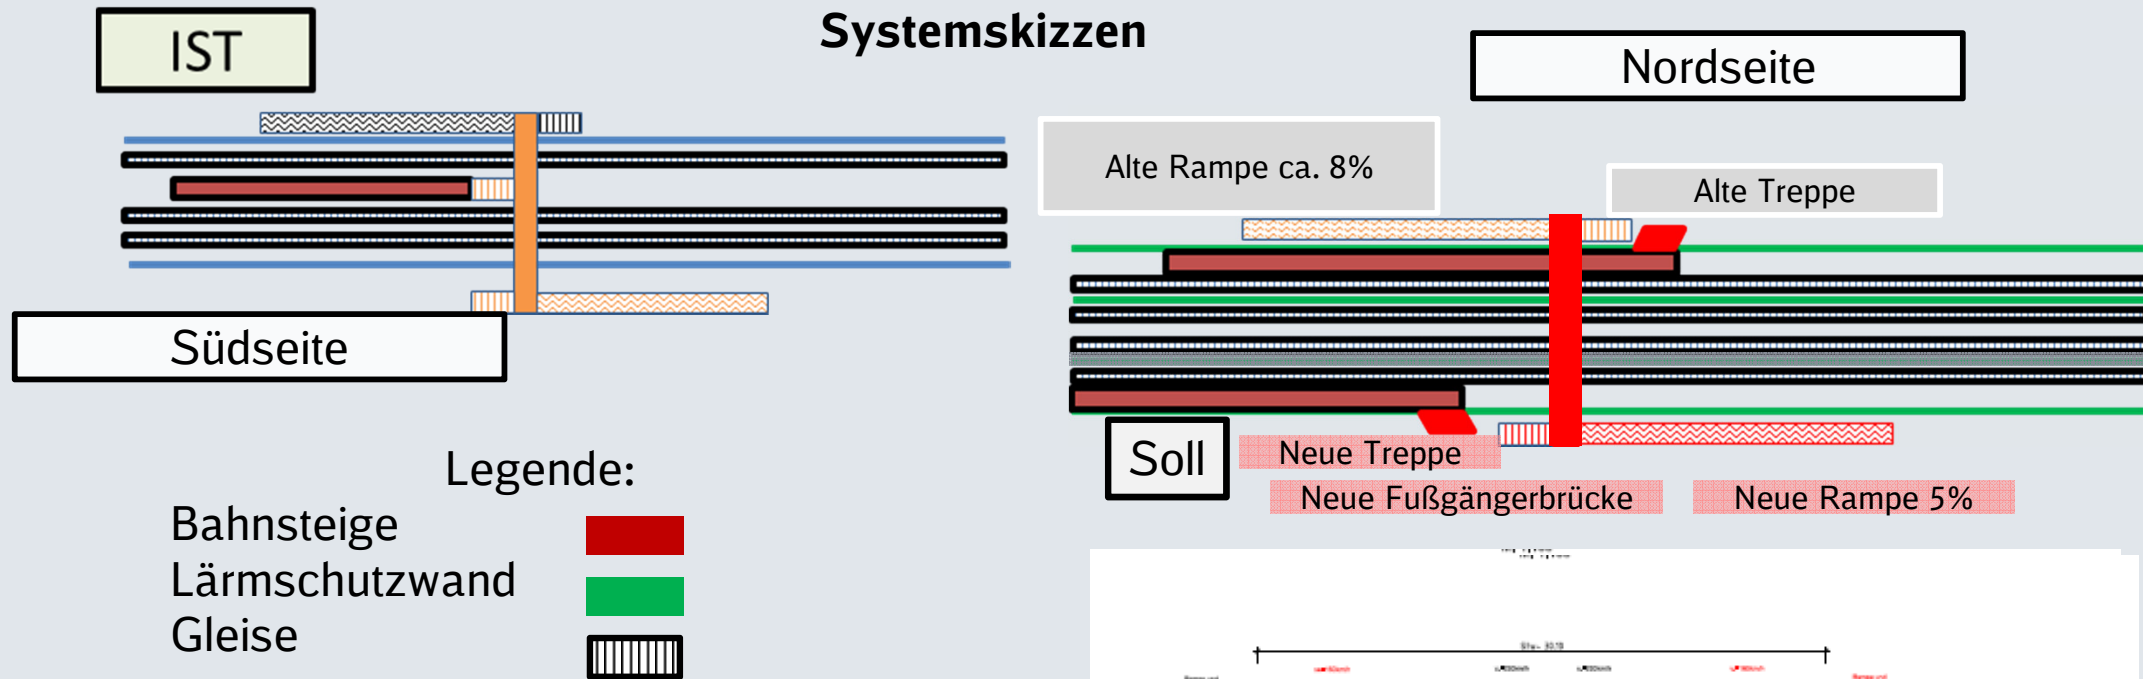 Systemskizzen
IST
Nordseite
Alte Rampe ca. 8%
Alte Treppe
Südseite
Soll
Neue Treppe
Neue Fußgängerbrücke
Neue Rampe 5%
Legende:
Bahnsteige
Lärmschutzwand
Gleise